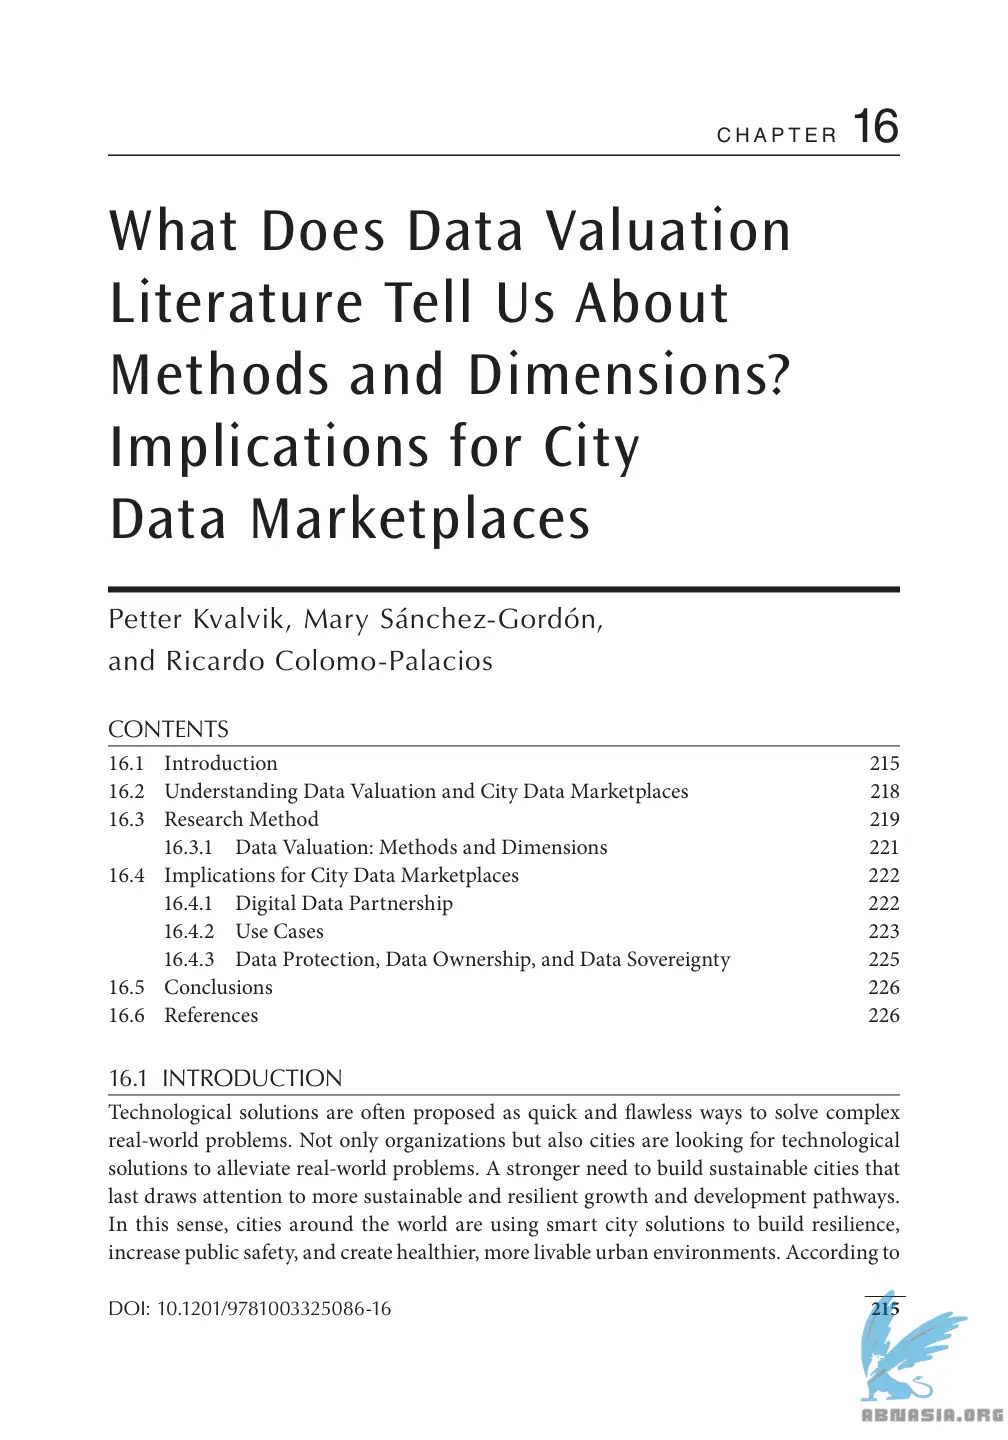 CHAPTER 16
What Does Data Valuation
Literature Tell Us About
Methods and Dimensions?
Implications for City
Data Marketplaces
Petter Kvalvik, Mary Sánchez-Gordón,
and Ricardo Colomo-Palacios
CONTENTS
16.1 Introduction 215
16.2 Understanding Data Valuation and City Data Marketplaces 218
16.3 Research Method 219
16.3.1 Data Valuation: Methods and Dimensions 221
16.4 Implications for City Data Marketplaces 222
16.4.1 Digital Data Partnership 222
16.4.2 Use Cases 223
16.4.3 Data Protection, Data Ownership, and Data Sovereignty 225
16.5 Conclusions 226
16.6 References 226
16.1 INTRODUCTION
Technological solutions are often proposed as quick and flawless ways to solve complex
real-world problems. Not only organizations but also cities are looking for technological
solutions to alleviate real-world problems. A stronger need to build sustainable cities that
last draws attention to more sustainable and resilient growth and development pathways.
In this sense, cities around the world are using smart city solutions to build resilience,
increase public safety, and create healthier, more livable urban environments. According to
DOI: 10.1201/9781003325086-16 215
ABNASIA.ORG